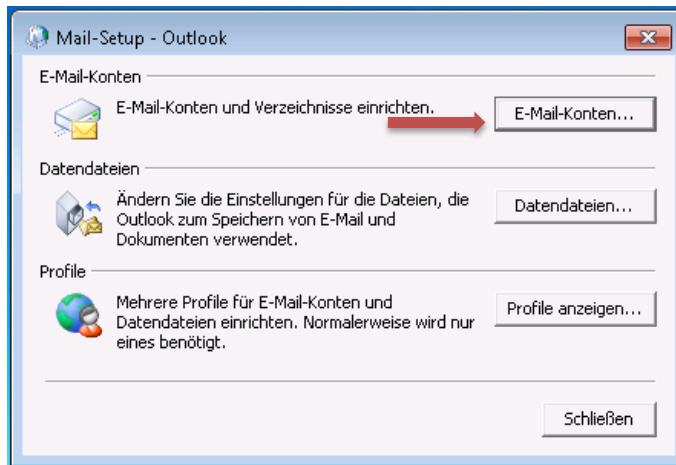 Mail-Setup - Outlook
E-Mail-Konten
E-Mail-Konten und Verzeichnisse einrichten.
E-Mail-Konten...
Datendateien
Ändern Sie die Einstellungen für die Dateien, die
Outlook zum Speichern von E-Mail und
Dokumenten verwendet.
Datendateien...
Profile
Mehrere Profile für E-Mail-Konten und
Datendateien einrichten. Normalerweise wird nur
eines benötigt.
Profile anzeigen...
Schließen